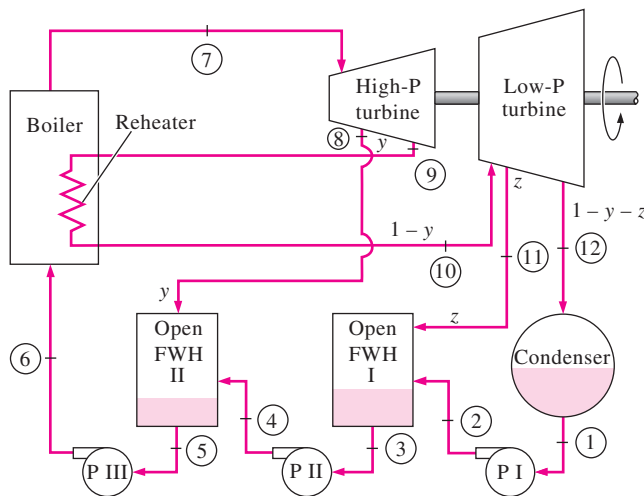 7
High-P
turbine
Low-P
turbine
Boiler
Reheater
8
y
9
z
1 – y
10
11
1 – y – z
12
y
z
Open
FWH
II
Open
FWH
I
Condenser
6
4
2
5
3
1
P III
P II
P I